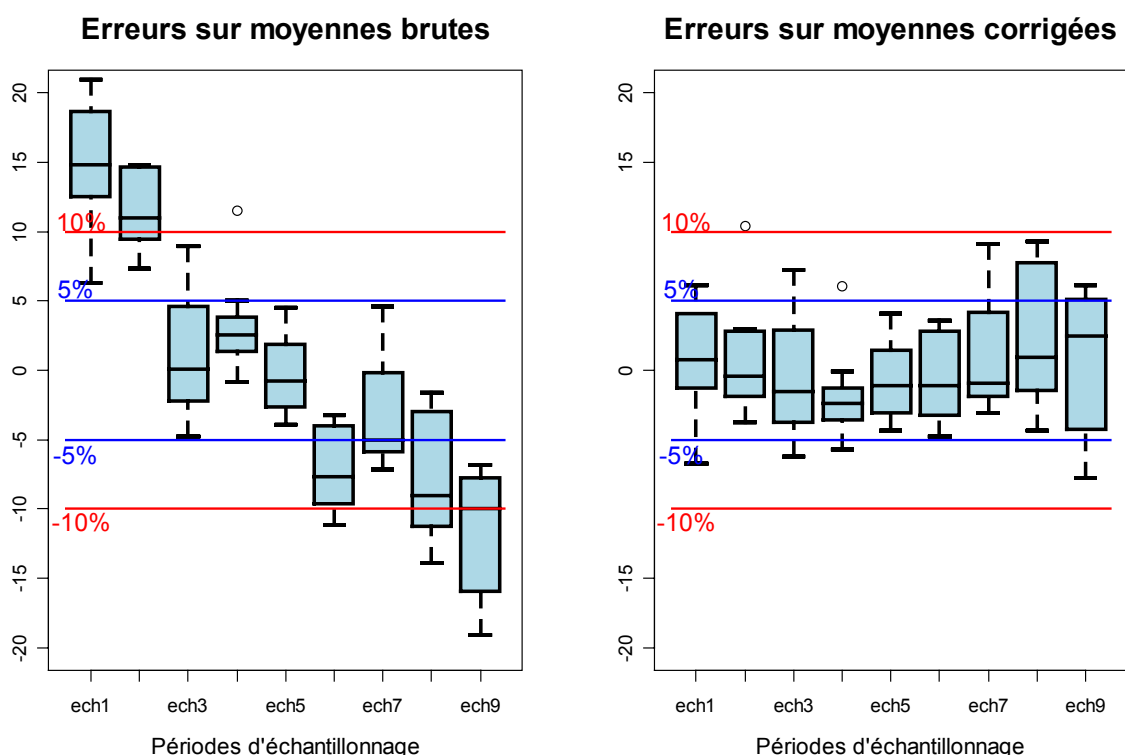 Erreurs sur moyennes brutes
20
15
10
5
0
-5
-10
-15
-20
10%
5%
-5%
-10%
ech1
ech3
ech5
ech7
ech9
Périodes d'échantillonnage
Erreurs sur moyennes corrigées
20
15
0
-15
-20
10%
5%
-5%
-10%
ech1
ech3
ech5
ech7
ech9
Périodes d'échantillonnage